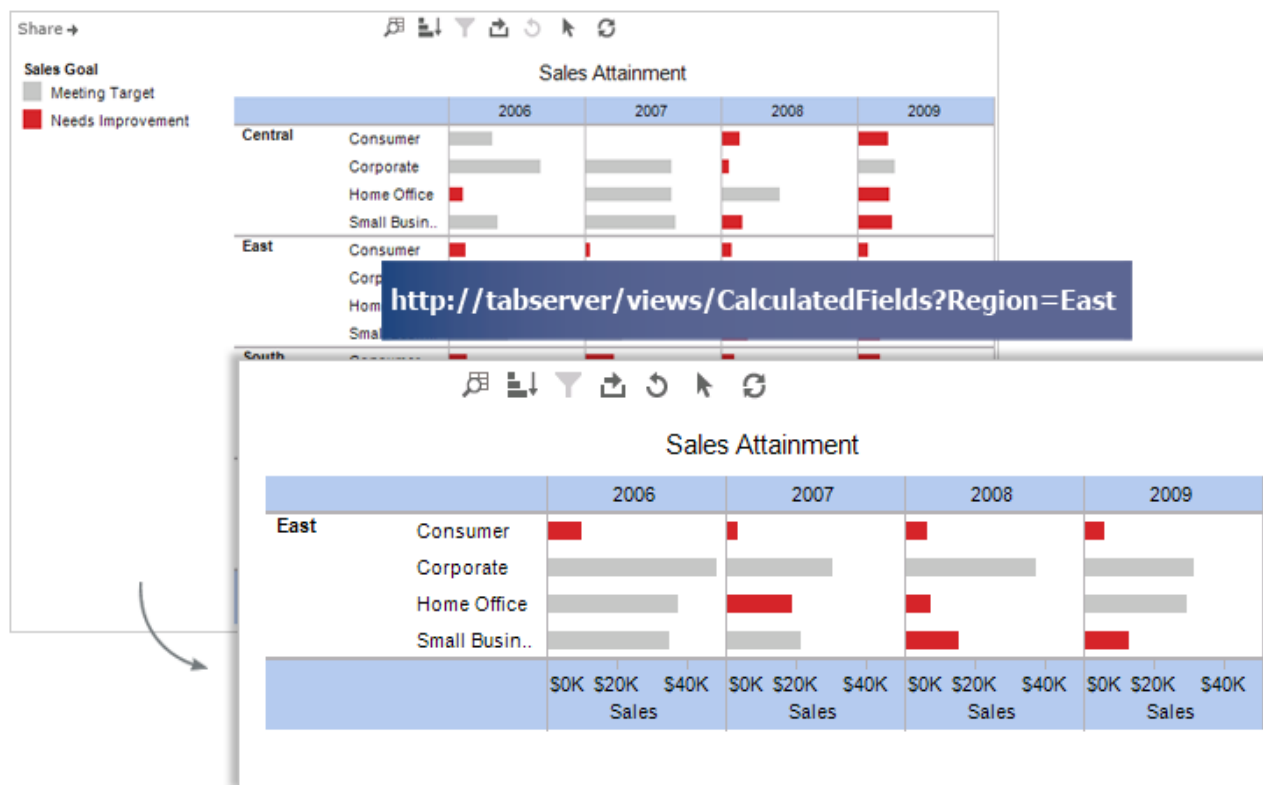 Share
Sales Goal
Meeting Target
Needs Improvement
Sales Attainment
2006 2007 2008 2009
Central Consumer
Corporate
Home Office
Small Busin..
East Consumer
http://tabserver/views/CalculatedFields?Region=East
South
Sales Attainment
2006 2007 2008 2009
East Consumer
Corporate
Home Office
Small Busin..
$0K $20K $40K $0K $20K $40K $0K $20K $40K $0K $20K $40K
Sales Sales Sales Sales